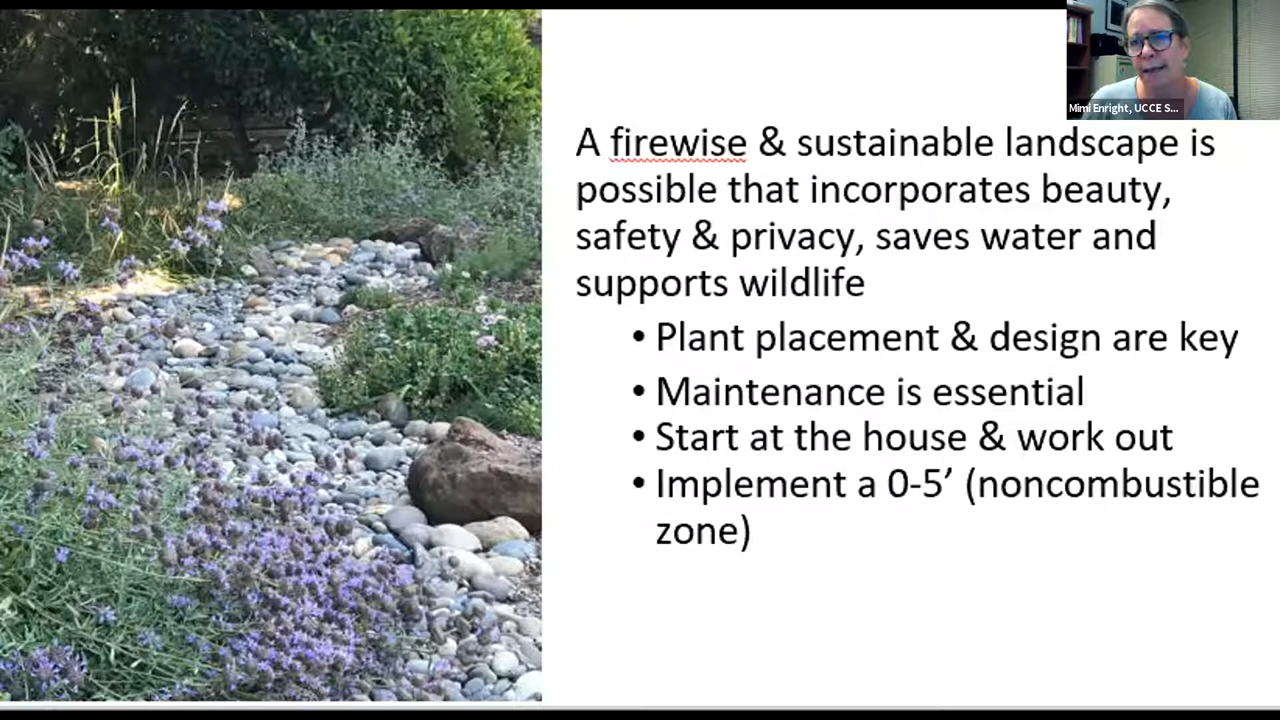 Mimi Enright, UCCE S...
A firewise & sustainable landscape is
possible that incorporates beauty,
safety & privacy, saves water and
supports wildlife
• Plant placement & design are key
• Maintenance is essential
• Start at the house & work out
• Implement a 0-5’ (noncombustible
zone)